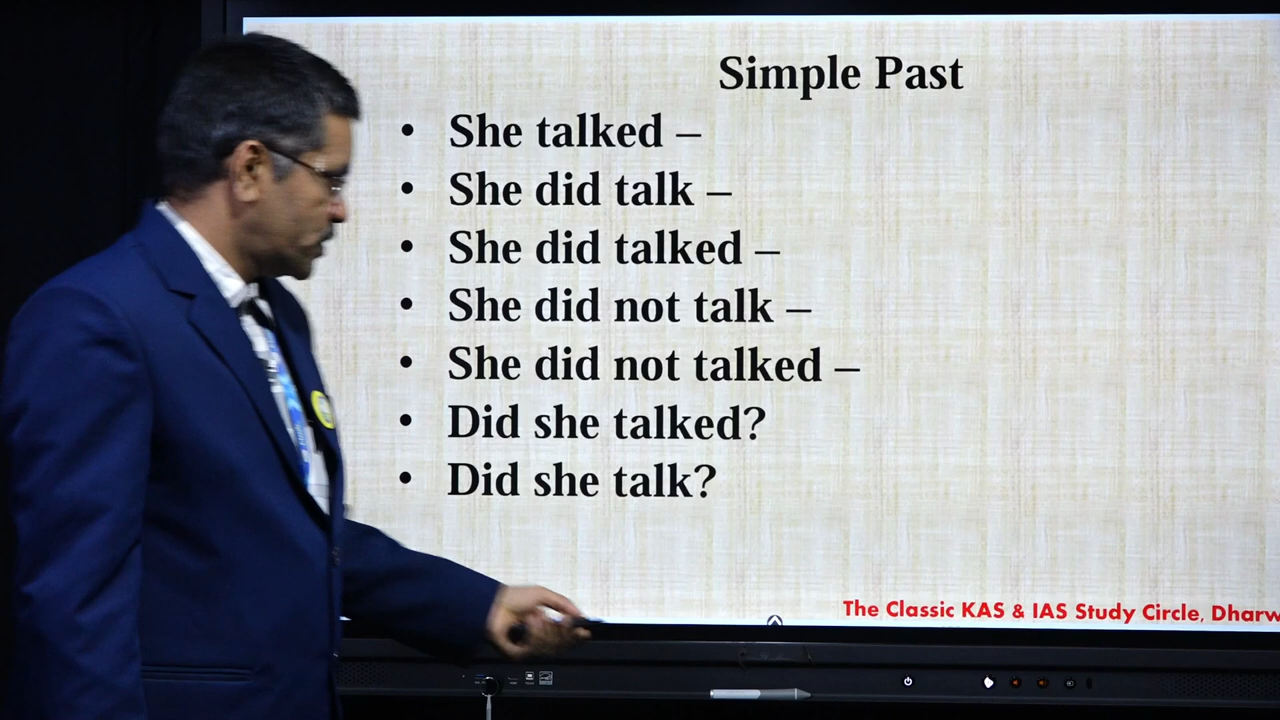 Simple Past
• She talked –
• She did talk –
• She did talked –
• She did not talk –
• She did not talked –
• Did she talked?
• Did she talk?
The Classic KAS & IAS Study Circle, Dharw